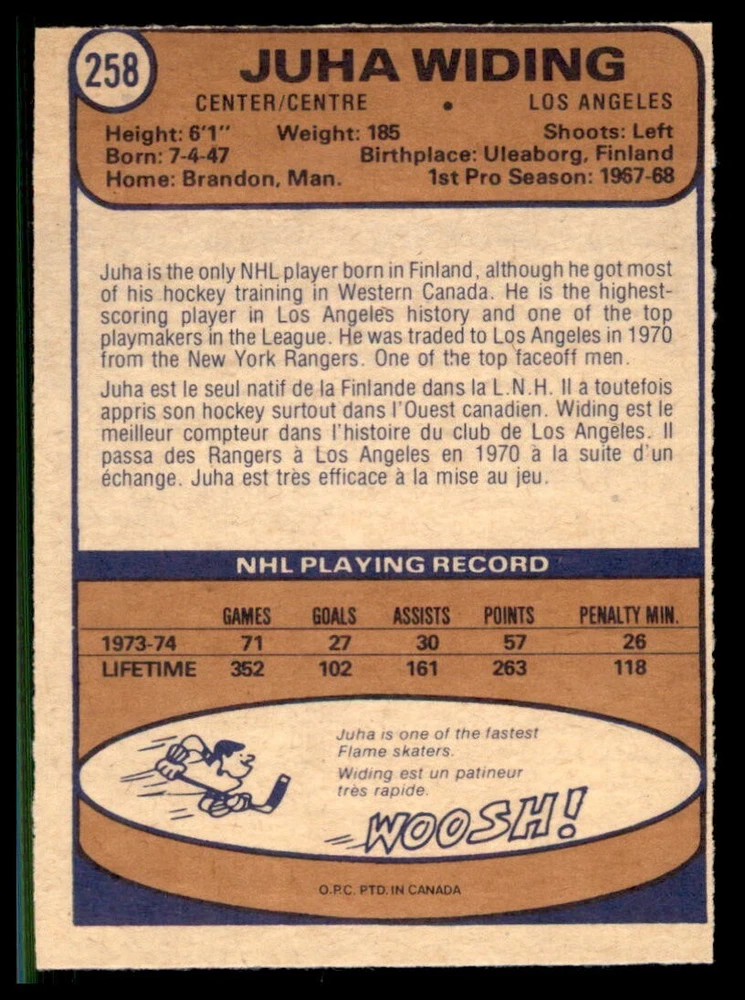 258
JUHA WIDING
CENTER/CENTRE • LOS ANGELES
Height: 6'1" Weight: 185 Shoots: Left
Born: 7-4-47 Birthplace: Uleaborg, Finland
Home: Brandon, Man. 1st Pro Season: 1967-68
Juha is the only NHL player born in Finland, although he got most
of his hockey training in Western Canada. He is the highest-
scoring player in Los Angeles history and one of the top
playmakers in the League. He was traded to Los Angeles in 1970
from the New York Rangers. One of the top faceoff men.
Juha est le seul natif de la Finlande dans la L.N.H. Il a toutefois
appris son hockey surtout dans l'Ouest canadien. Widing est le
meilleur compteur dans l'histoire du club de Los Angeles. Il
passa des Rangers à Los Angeles en 1970 à la suite d'un
échange. Juha est très efficace à la mise au jeu.
NHL PLAYING RECORD
GAMES GOALS ASSISTS POINTS PENALTY MIN.
1973-74 71 27 30 57 26
LIFETIME 352 102 161 263 118
Juha is one of the fastest
Flame skaters.
Widing est un patineur
très rapide.
WOOSH!
O.P.C. PTD. IN CANADA